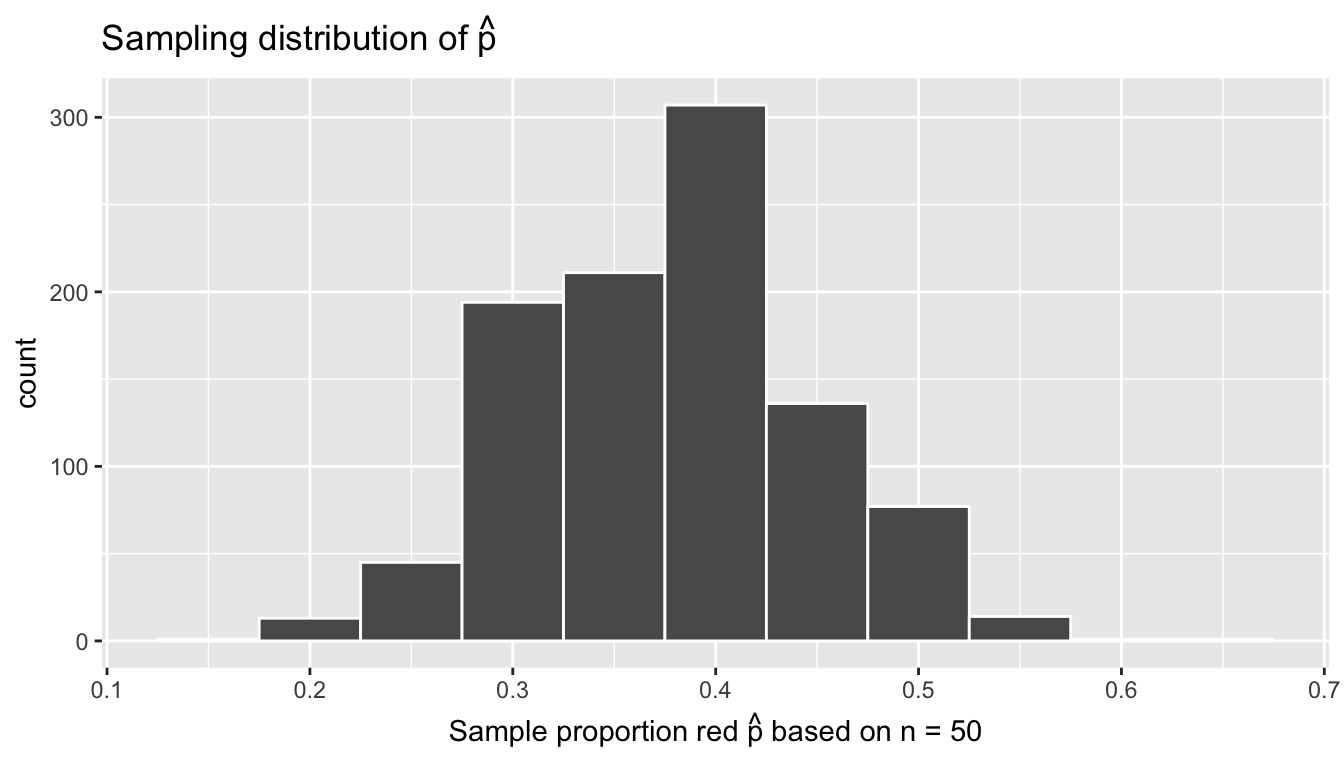 Sampling distribution of p̂
300
200
100
0
count
0.1 0.2 0.3 0.4 0.5 0.6 0.7
Sample proportion red p̂ based on n = 50